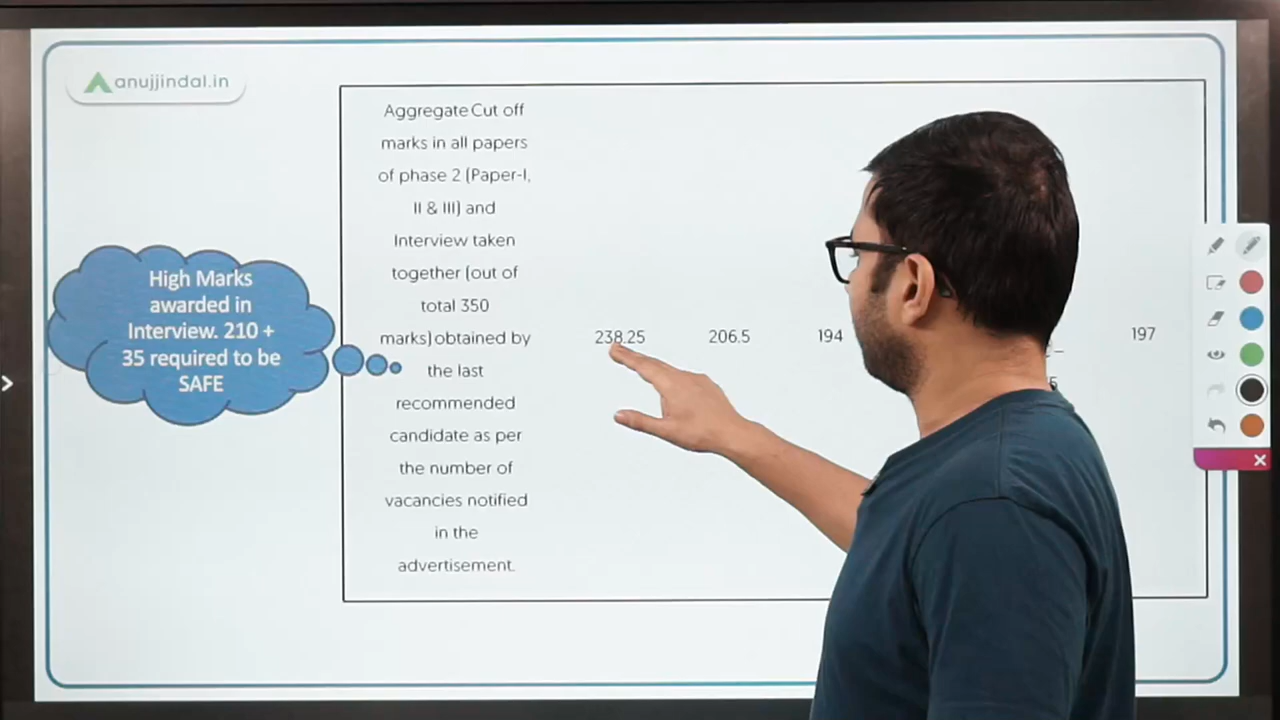 anujjindal.in
Aggregate Cut off
marks in all papers
of phase 2 (Paper-I,
II & III) and
Interview taken
together (out of
total 350
marks) obtained by
the last
recommended
candidate as per
the number of
vacancies notified
in the
advertisement.
238.25 206.5 194 197
High Marks
awarded in
Interview. 210 +
35 required to be
SAFE